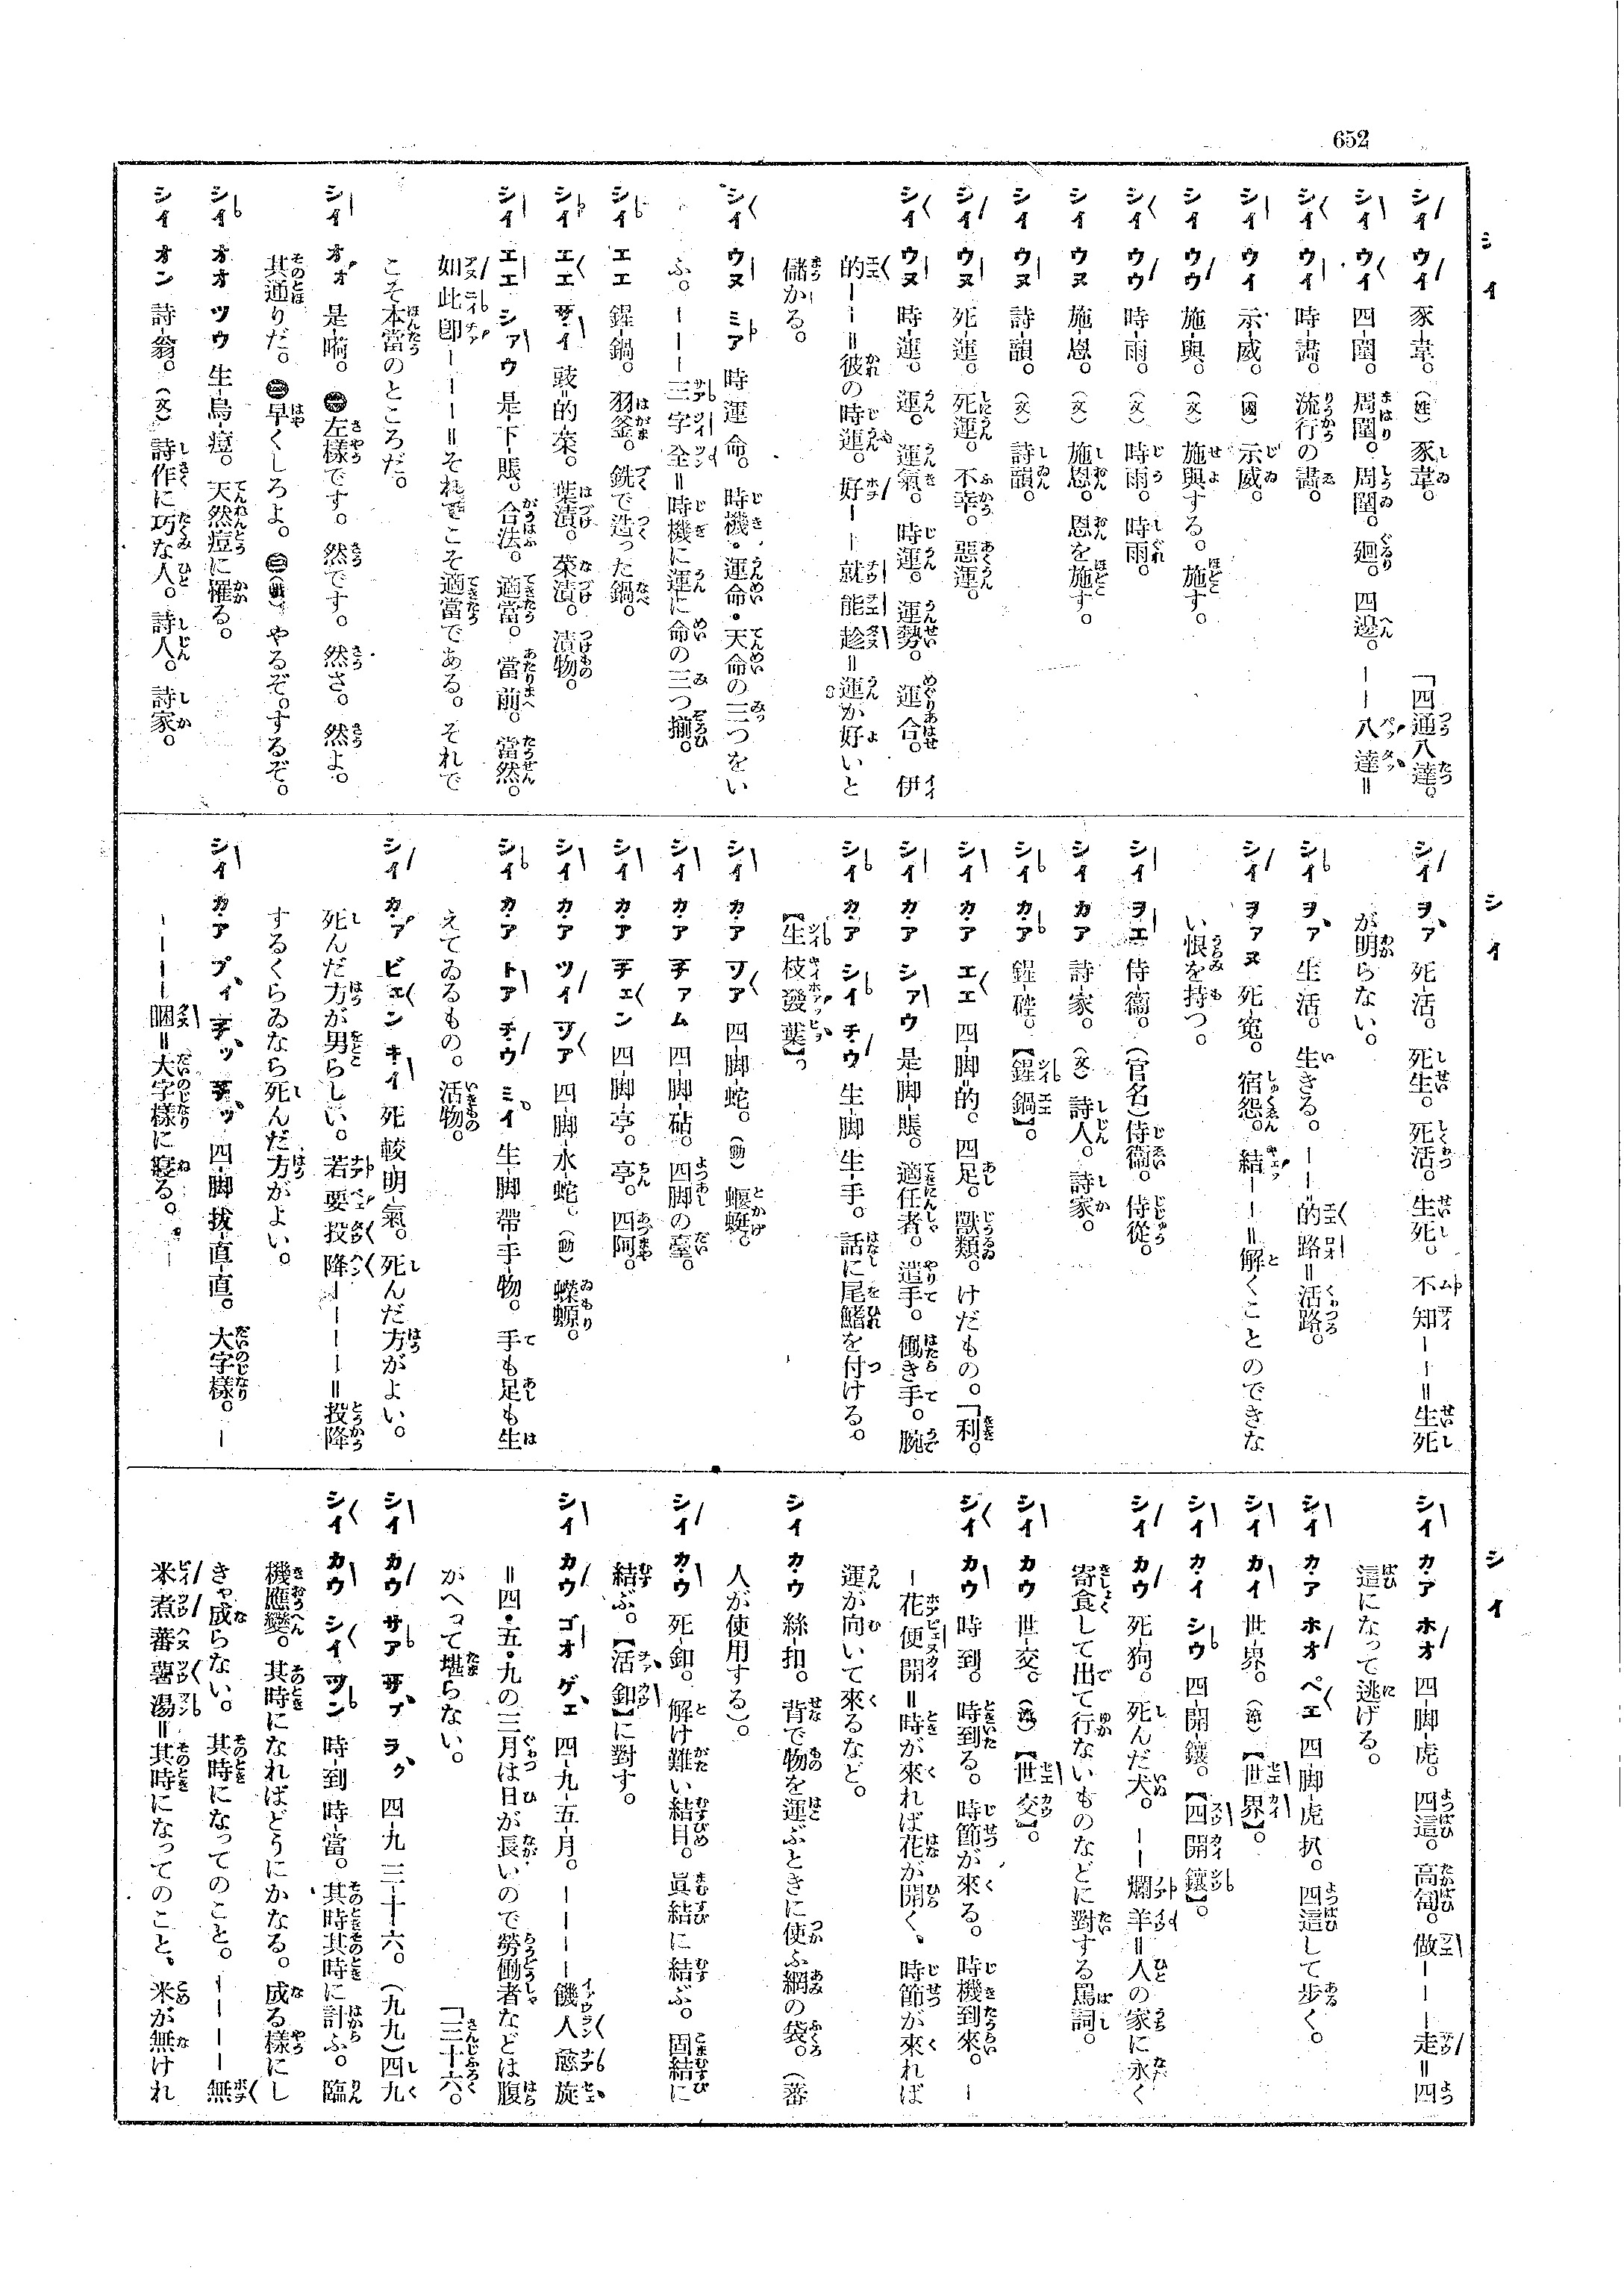 652
シイ
シイ ウイ 豕-韋。(姓)豕韋。
シイ ウイ 四-圍。周圍。周圍。廻。四邊。――八達＝「四通八達。
シイ ウイ 時-畵。流行の畵。
シイ ウイ 示-威。(國)示威。
シイ ウウ 施-與。(文)施與する。施す。
シイ ウウ 時-雨。(文)時雨。時雨。
シイ ウヌ 施-恩。(文)施恩。恩を施す。
シイ ウヌ 詩-韻。(文)詩韻。
シイ ウヌ 死-運。死運。不幸。惡運。
シイ ウヌ 時-運。運。運氣。時運。運勢。運合。伊
的――＝彼の時運。好――就能趁＝運が好いと
儲かる。
シイ ウヌ ミア 時 運 命。時機・運命・天命の三つをい
ふ。―――三字全＝時機に運に命の三つ揃。
シイ エエ 鍟-鍋。羽釜。銑で造った鍋。
シイ エエ ザイ 豉-的-菜。葉漬。菜漬。漬物。
シイ エエ シァウ 是-下-賬。合法。適當。當前。當然。
如此卽――――＝それでこそ適當である。それで
こそ本當のところだ。
シイ オオ 是-嗬。㊀左樣です。然です。然さ。然よ。
其通りだ。㊁早くしろよ。㊂(戲)やるぞ。するぞ。
シイ オオ ツウ 生-烏-痘。天然痘に罹る。
シイ オン 詩-翁。(文)詩作に巧な人。詩人。詩家。
シイ
シイ ヲァ 死-活。死生。死活。生死。不知――＝生死
が明らない。
シイ ヲァ 生-活。生きる。――的路＝活路。
シイ ヲァヌ 死-寃。宿怨。結――＝解くことのできな
い恨を持つ。
シイ ヲエ 侍-衞。(官名)侍衞。侍從。
シイ カア 詩-家。(文)詩人。詩家。
シイ カア 鍟-硿。【鍟鍋】。
シイ カア エエ 四-脚-的。四足。獸類。けだもの。「利。
シイ カア シァウ 是-脚-賬。適任者。遣手。働き手。腕
シイ カア シイ チウ 生-脚 生-手。話に尾鰭を付ける。
【生枝發葉】。
シイ カア ツア 四-脚-蛇。(動)蝘蜓。
シイ カア チァム 四-脚-砧。四脚の臺。
シイ カア チェン 四-脚-亭。亭。四阿。
シイ カア ツイ ツア 四-脚-水-蛇。(動)蠑螈。
シイ カア トア チウ ミイ 生-脚 帶-手-物。手も足も生
えてゐるもの。活物。
シイ カア ビェン キイ 死 較 明-氣。死んだ方がよい。
死んだ方が男らしい。若要投降――――＝投降
するくらゐなら死んだ方がよい。
シイ カア プイ チッ チッ 四-脚 拔-直-直。大字樣。―
――――睏＝大字樣に寢る。
シイ
シイ カア ホオ 四-脚-虎。四這。高匍。做―――走＝四
這になって逃げる。
シイ カア ホオ ペエ 四-脚-虎 扒。四這して步く。
シイ カイ 世-界。(海)【世界】。
シイ カイ シウ 四-開-鑲。【四開鑲】。
シイ カウ 死-狗。死んだ犬。――爛羊＝人の家に永く
寄食して出て行ないものなどに對する罵詞。
シイ カウ 世-交。(海)【世交】。
シイ カウ 時-到。時到る。時節が來る。時機到來。―
―花便開＝時が來れば花が開く、時節が來れば
運が向いて來るなど。
シイ カウ 絲-扣。背で物を運ぶときに使ふ網の袋。(蕃
人が使用する)。
シイ カウ 死-釦。解け難い結目。眞結に結ぶ。固結に
結ぶ。【活釦】に對す。
シイ カウ ゴオ ゲエ 四-九-五-月。――――饑人愈旋
＝四・五・九の三月は日が長いので勞働者などは腹
がへって堪らない。
シイ カウ サア ザプ ラク 四-九 三-十-六。(九九)四九「三十六。
シイ カウ シイ ツン 時-到 時-當。其時其時に計ふ。臨
機應變。其時になればどうにかなる。成る樣にし
きゃ成らない。其時になってのこと。――――無
米煮蕃薯湯＝其時になってのこと、米が無けれ